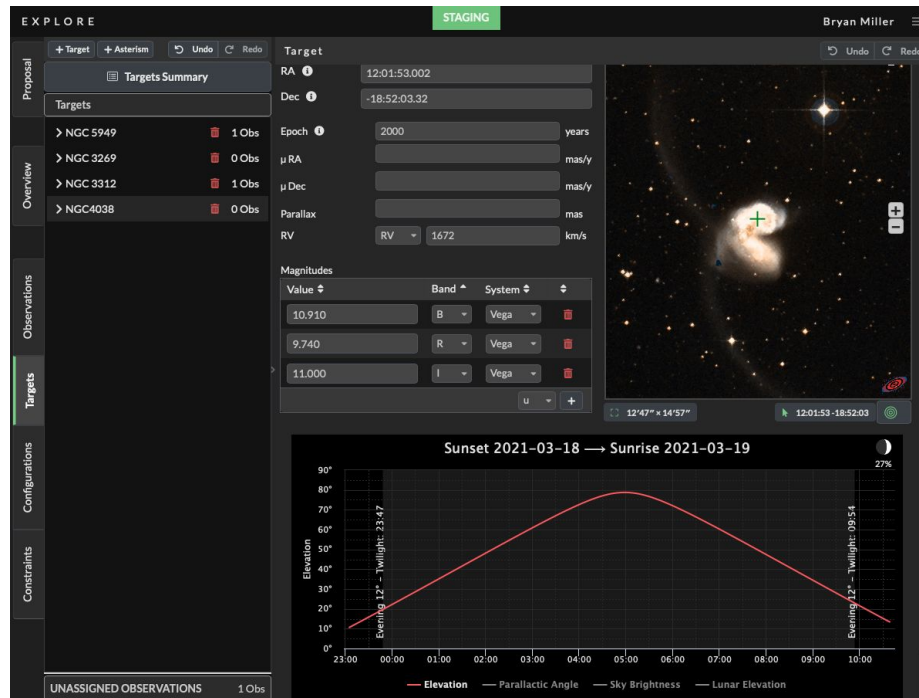 EXPLORE
STAGING
Bryan Miller
Proposal
Overview
Observations
Targets
Configurations
Constraints
+Target
+Asterism
Undo
Redo
Targets Summary
Targets
NGC 5949 1 Obs
NGC 3269 0 Obs
NGC 3312 1 Obs
NGC4038 0 Obs
UNASSIGNED OBSERVATIONS 1 Obs
Target
Undo
Redo
RA 12:01:53.002
Dec -18:52:03.32
Epoch 2000 years
µ RA mas/y
µ Dec mas/y
Parallax mas
RV RV 1672 km/s
Magnitudes
Value Band System
10.910 B Vega
9.740 R Vega
11.000 I Vega
u +
+
−
12'47" × 14'57"
12:01:53 -18:52:03
Sunset 2021-03-18 ⟶ Sunrise 2021-03-19
27%
Elevation
90°
80°
70°
60°
50°
40°
30°
20°
10°
0°
Evening 12° - Twilight: 23:47
Evening 12° - Twilight: 09:54
23:00 00:00 01:00 02:00 03:00 04:00 05:00 06:00 07:00 08:00 09:00 10:00
Elevation Parallactic Angle Sky Brightness Lunar Elevation